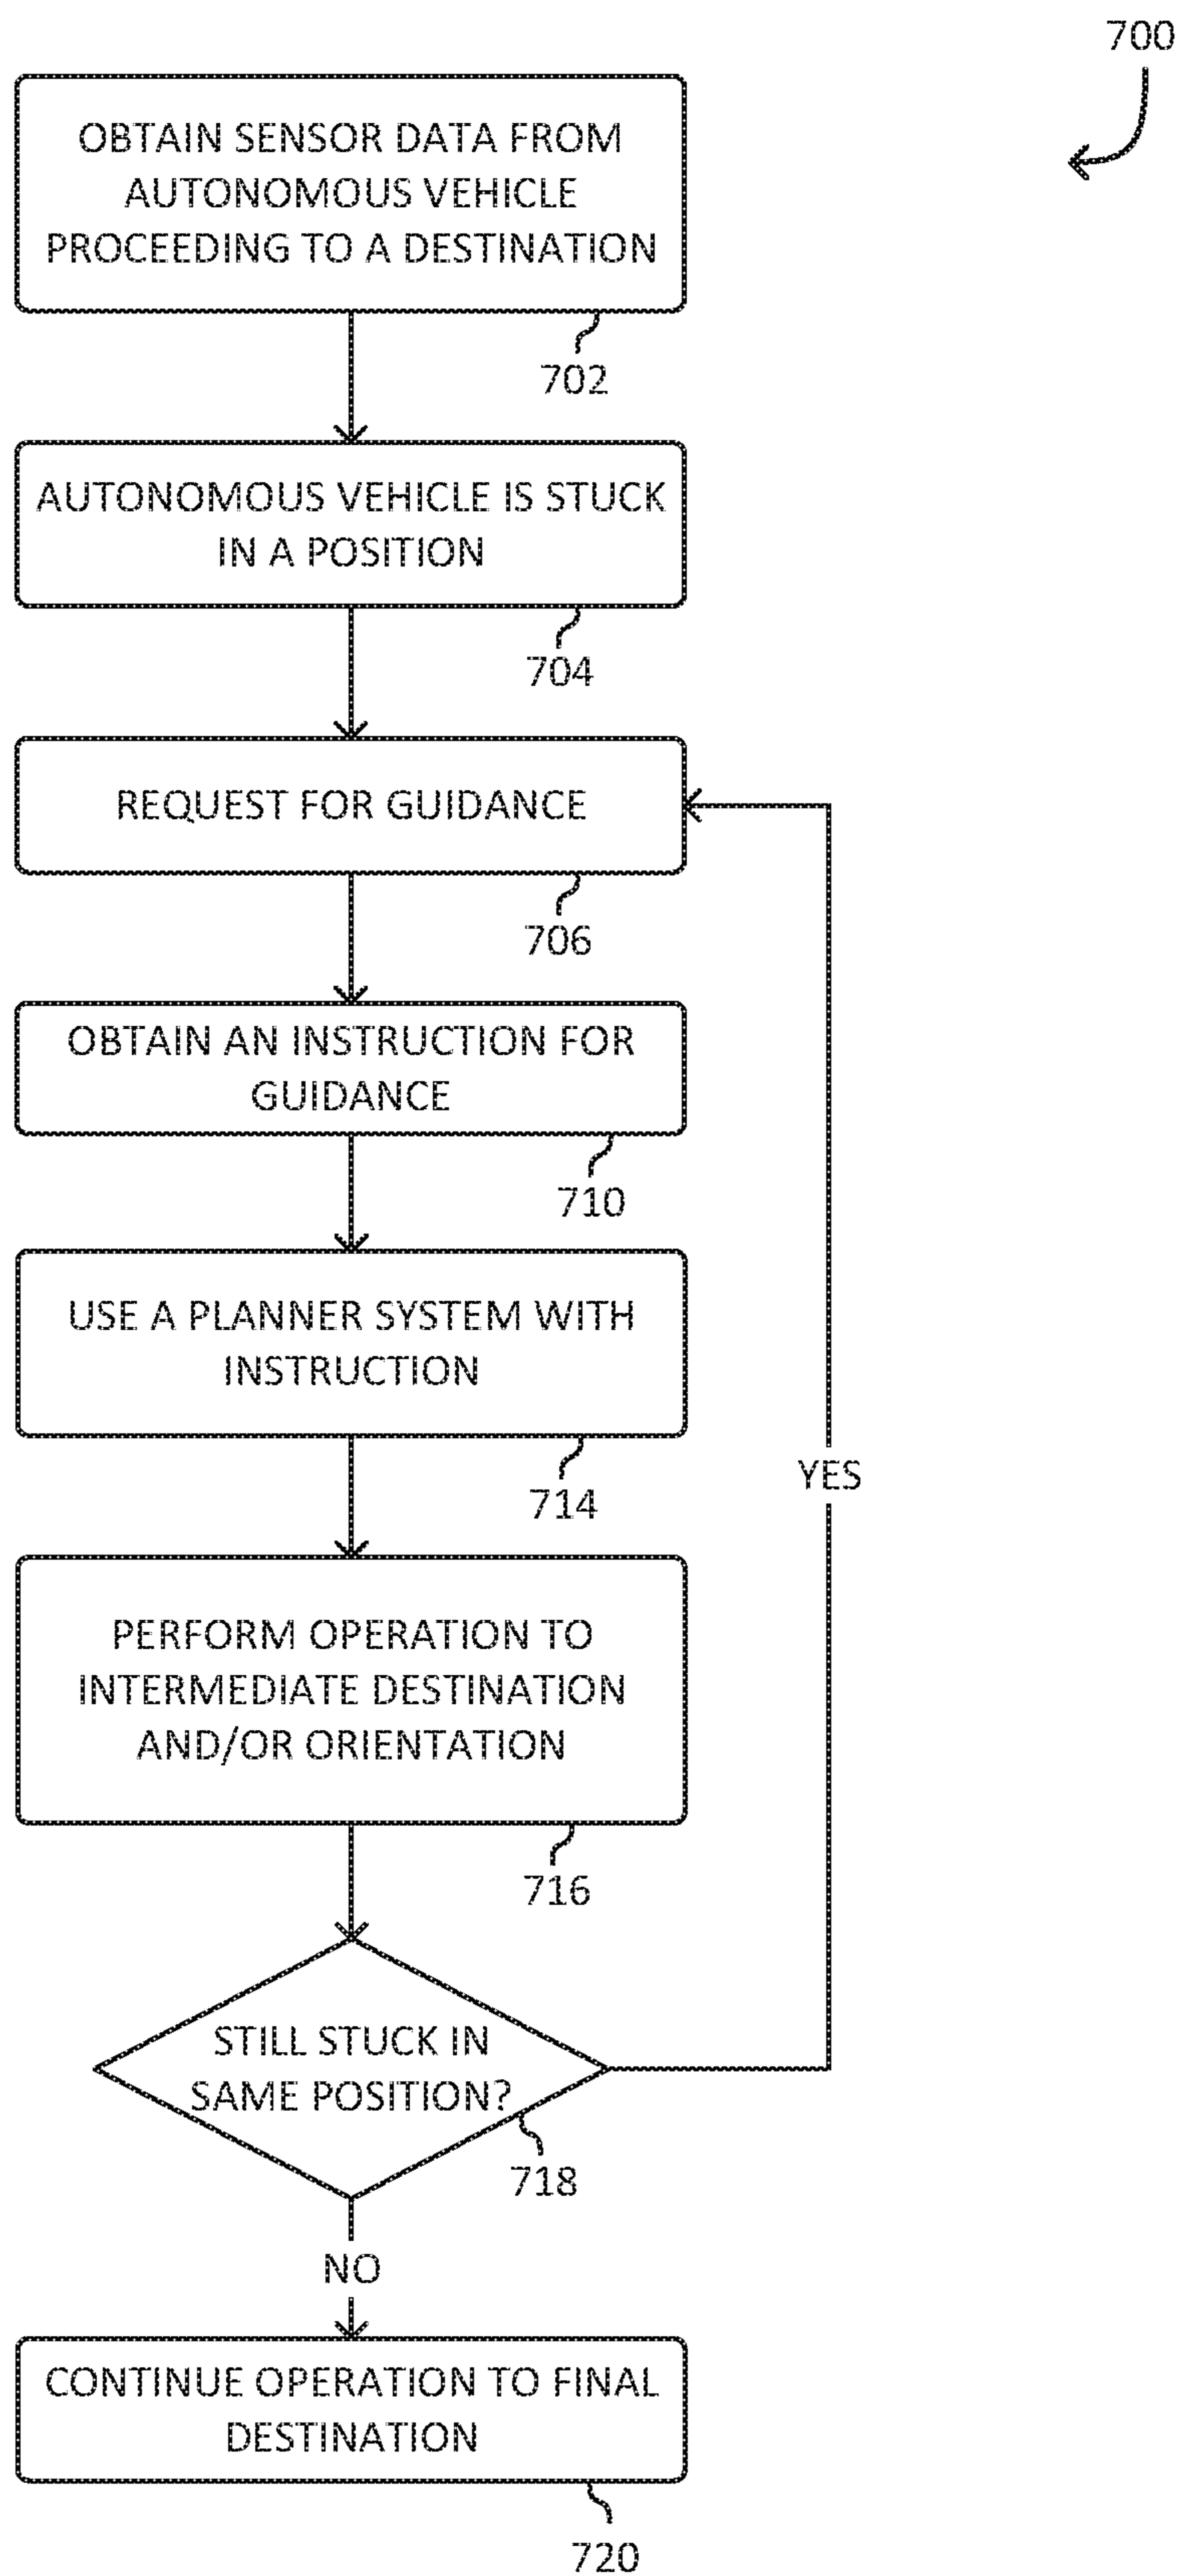 700
OBTAIN SENSOR DATA FROM
AUTONOMOUS VEHICLE
PROCEEDING TO A DESTINATION
702
AUTONOMOUS VEHICLE IS STUCK
IN A POSITION
704
REQUEST FOR GUIDANCE
706
OBTAIN AN INSTRUCTION FOR
GUIDANCE
710
USE A PLANNER SYSTEM WITH
INSTRUCTION
714
YES
PERFORM OPERATION TO
INTERMEDIATE DESTINATION
AND/OR ORIENTATION
716
STILL STUCK IN
SAME POSITION?
718
NO
CONTINUE OPERATION TO FINAL
DESTINATION
720